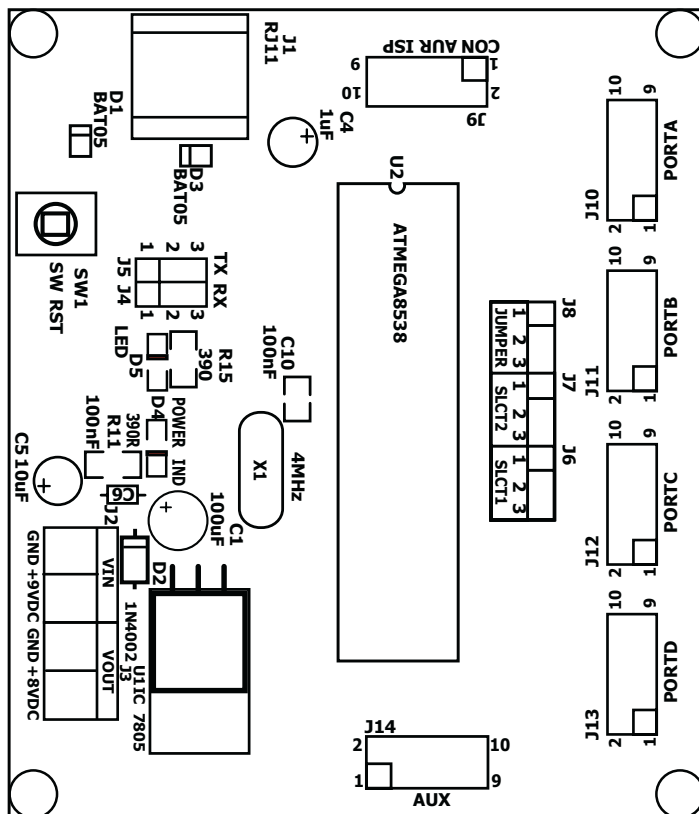 J1
RJ11
D1
BAT05
D3
BAT05
C4
1uF
+
CON AUR ISP
9 1
10 2
J9
U2
ATMEGA8538
10 9
PORTA
J10
2 1
10 9
PORTB
J11
2 1
10 9
PORTC
J12
2 1
10 9
PORTD
J13
2 1
SW1
SW RST
1 2 3
J5 J4
TX RX
1 2 3
LED
D5
R15
390
C10
100nF
J8
JUMPER
1 2 3
J7
SLCT2
1 2 3
J6
SLCT1
1 2 3
D4
POWER IND
R11
390R
100nF
C5
10uF
+
C6
J2
X1
4MHz
C1
100uF
+
D2
1N4002
VIN
GND +9VDC
VOUT
GND +8VDC
J3
U1IC 7805
J14
2 10
1 9
AUX